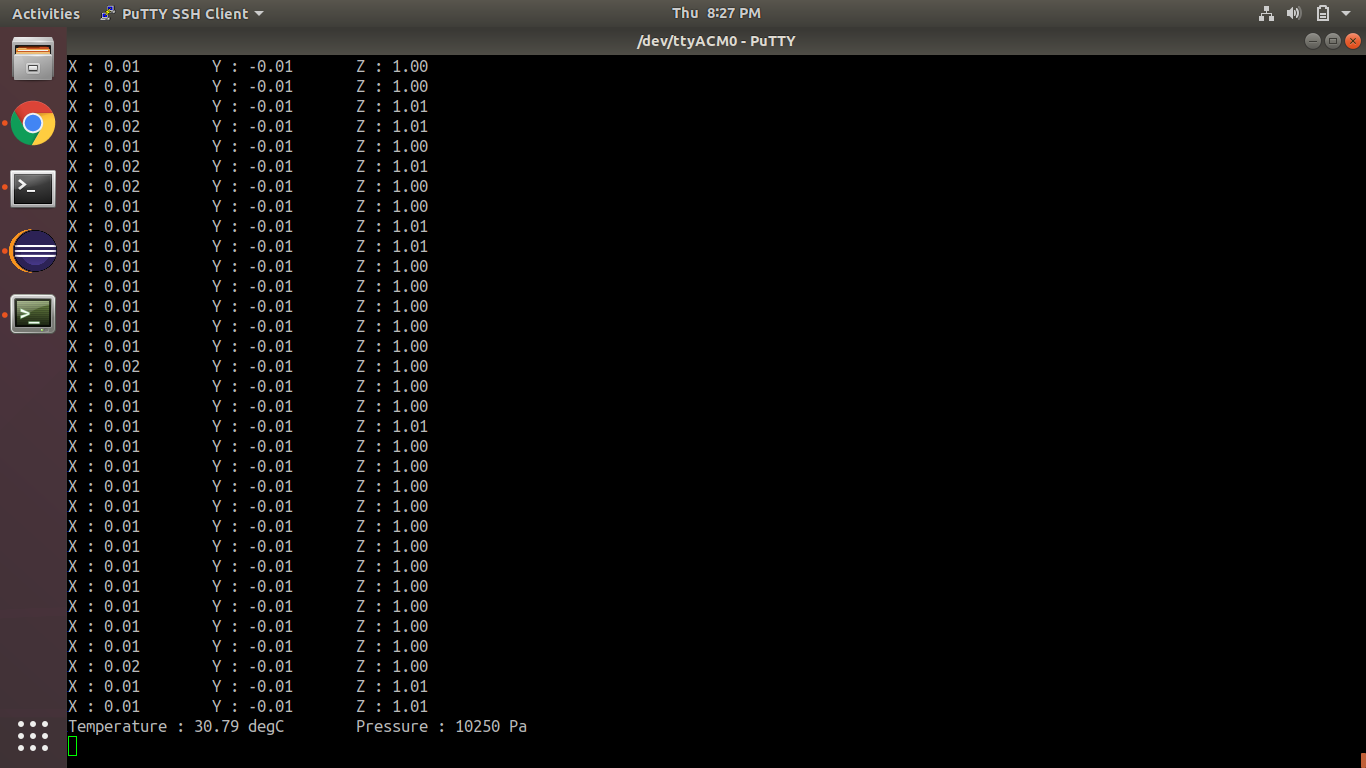 Activities PuTTY SSH Client Thu 8:27 PM
/dev/ttyACM0 - PuTTY
X : 0.01 Y : -0.01 Z : 1.00
X : 0.01 Y : -0.01 Z : 1.00
X : 0.01 Y : -0.01 Z : 1.01
X : 0.02 Y : -0.01 Z : 1.01
X : 0.01 Y : -0.01 Z : 1.00
X : 0.02 Y : -0.01 Z : 1.01
X : 0.02 Y : -0.01 Z : 1.00
X : 0.01 Y : -0.01 Z : 1.00
X : 0.01 Y : -0.01 Z : 1.01
X : 0.01 Y : -0.01 Z : 1.01
X : 0.01 Y : -0.01 Z : 1.00
X : 0.01 Y : -0.01 Z : 1.00
X : 0.01 Y : -0.01 Z : 1.00
X : 0.01 Y : -0.01 Z : 1.00
X : 0.01 Y : -0.01 Z : 1.00
X : 0.02 Y : -0.01 Z : 1.00
X : 0.01 Y : -0.01 Z : 1.00
X : 0.01 Y : -0.01 Z : 1.00
X : 0.01 Y : -0.01 Z : 1.01
X : 0.01 Y : -0.01 Z : 1.00
X : 0.01 Y : -0.01 Z : 1.00
X : 0.01 Y : -0.01 Z : 1.00
X : 0.01 Y : -0.01 Z : 1.00
X : 0.01 Y : -0.01 Z : 1.00
X : 0.01 Y : -0.01 Z : 1.00
X : 0.01 Y : -0.01 Z : 1.00
X : 0.01 Y : -0.01 Z : 1.00
X : 0.01 Y : -0.01 Z : 1.00
X : 0.01 Y : -0.01 Z : 1.00
X : 0.01 Y : -0.01 Z : 1.00
X : 0.02 Y : -0.01 Z : 1.00
X : 0.01 Y : -0.01 Z : 1.01
X : 0.01 Y : -0.01 Z : 1.01
Temperature : 30.79 degC Pressure : 10250 Pa